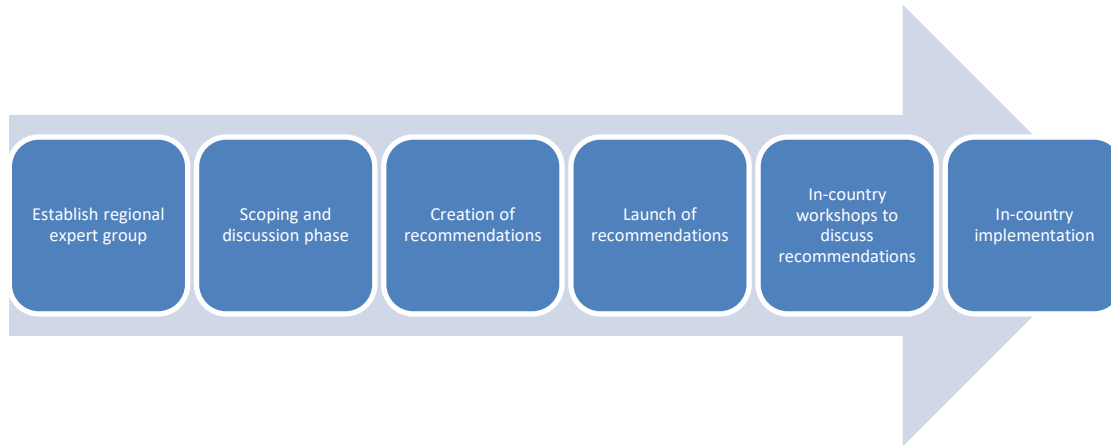 Establish regional
expert group
Scoping and
discussion phase
Creation of
recommendations
Launch of
recommendations
In-country
workshops to
discuss
recommendations
In-country
implementation